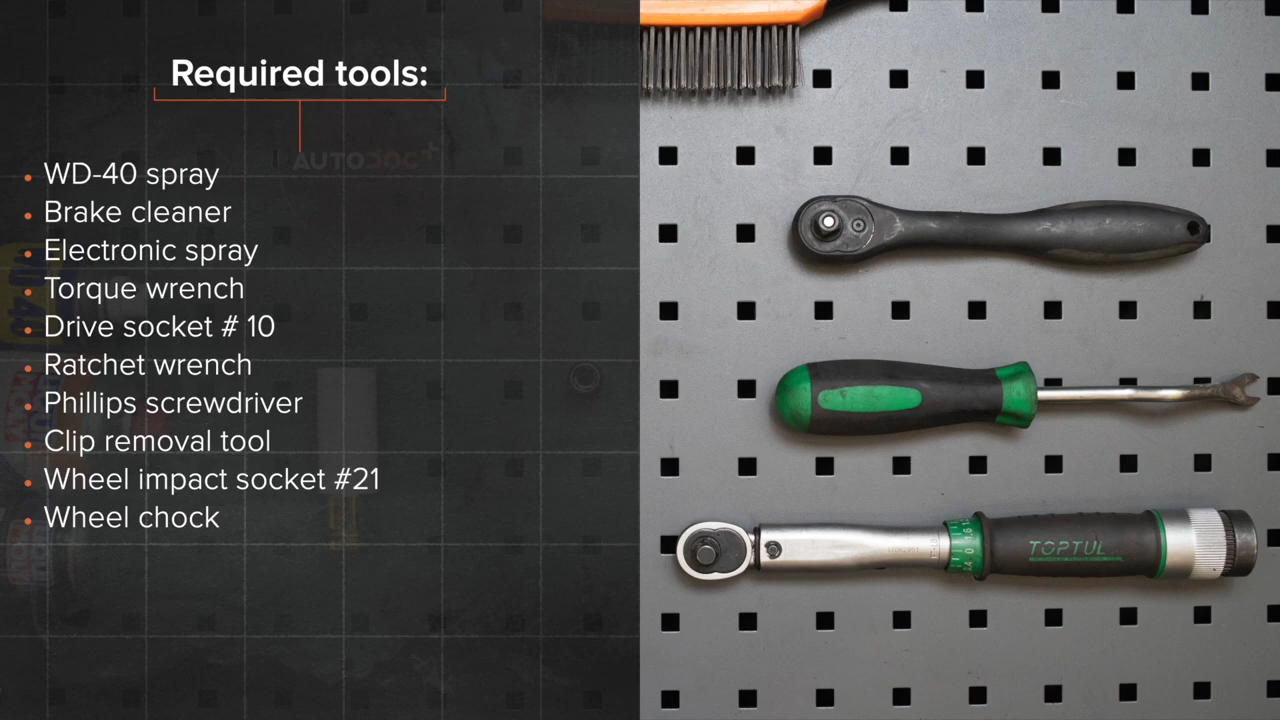 Required tools:
AUTODOC+
WD-40 spray
Brake cleaner
Electronic spray
Torque wrench
Drive socket # 10
Ratchet wrench
Phillips screwdriver
Clip removal tool
Wheel impact socket #21
Wheel chock
TOPTUL